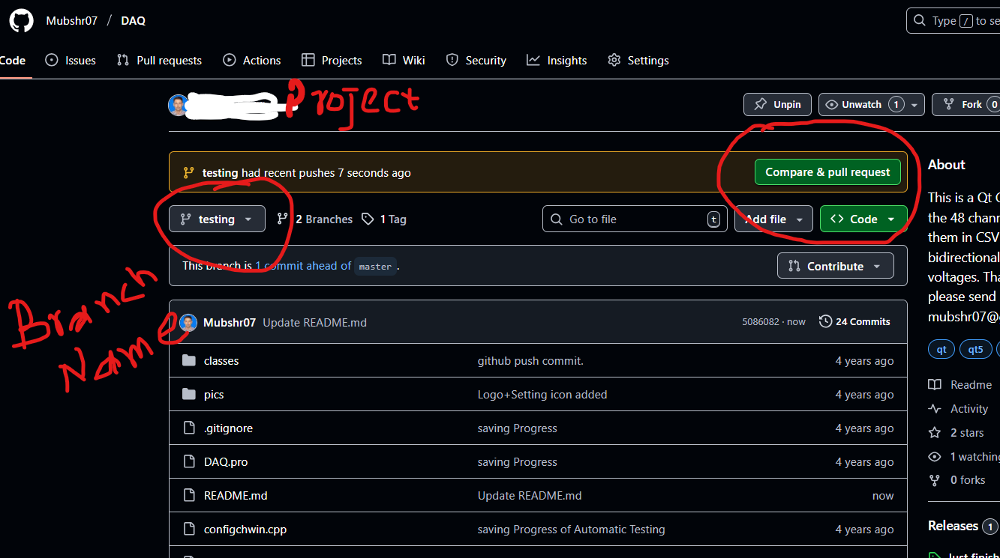 Mubshr07 / DAQ
Type / to se
Code Issues Pull requests Actions Projects Wiki Security Insights Settings
Project
Unpin Unwatch 1 Fork 0
testing had recent pushes 7 seconds ago
Compare & pull request
testing 2 Branches 1 Tag
Go to file t
Add file Code
This branch is 1 commit ahead of master .
Contribute
Branch
Name
Mubshr07 Update README.md
5086082 · now 24 Commits
classes github push commit. 4 years ago
pics Logo+Setting icon added 4 years ago
.gitignore saving Progress 4 years ago
DAQ.pro saving Progress 4 years ago
README.md Update README.md now
configchwin.cpp saving Progress of Automatic Testing 4 years ago
About
This is a Qt
the 48 chann
them in CSV
bidirectional
voltages. Tha
please send
mubshr07@
qt qt5
Readme
Activity
2 stars
1 watching
0 forks
Releases 1